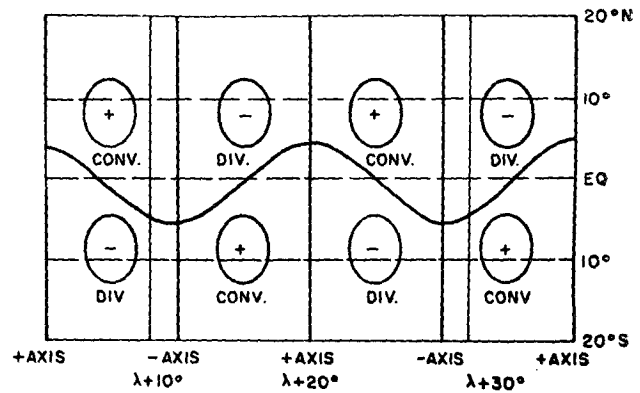 20°N
10°
+ - + -
CONV. DIV. CONV. DIV.
EQ
- + - +
10°
DIV CONV. DIV. CONV
20°S
+AXIS -AXIS +AXIS -AXIS +AXIS
λ+10° λ+20° λ+30°